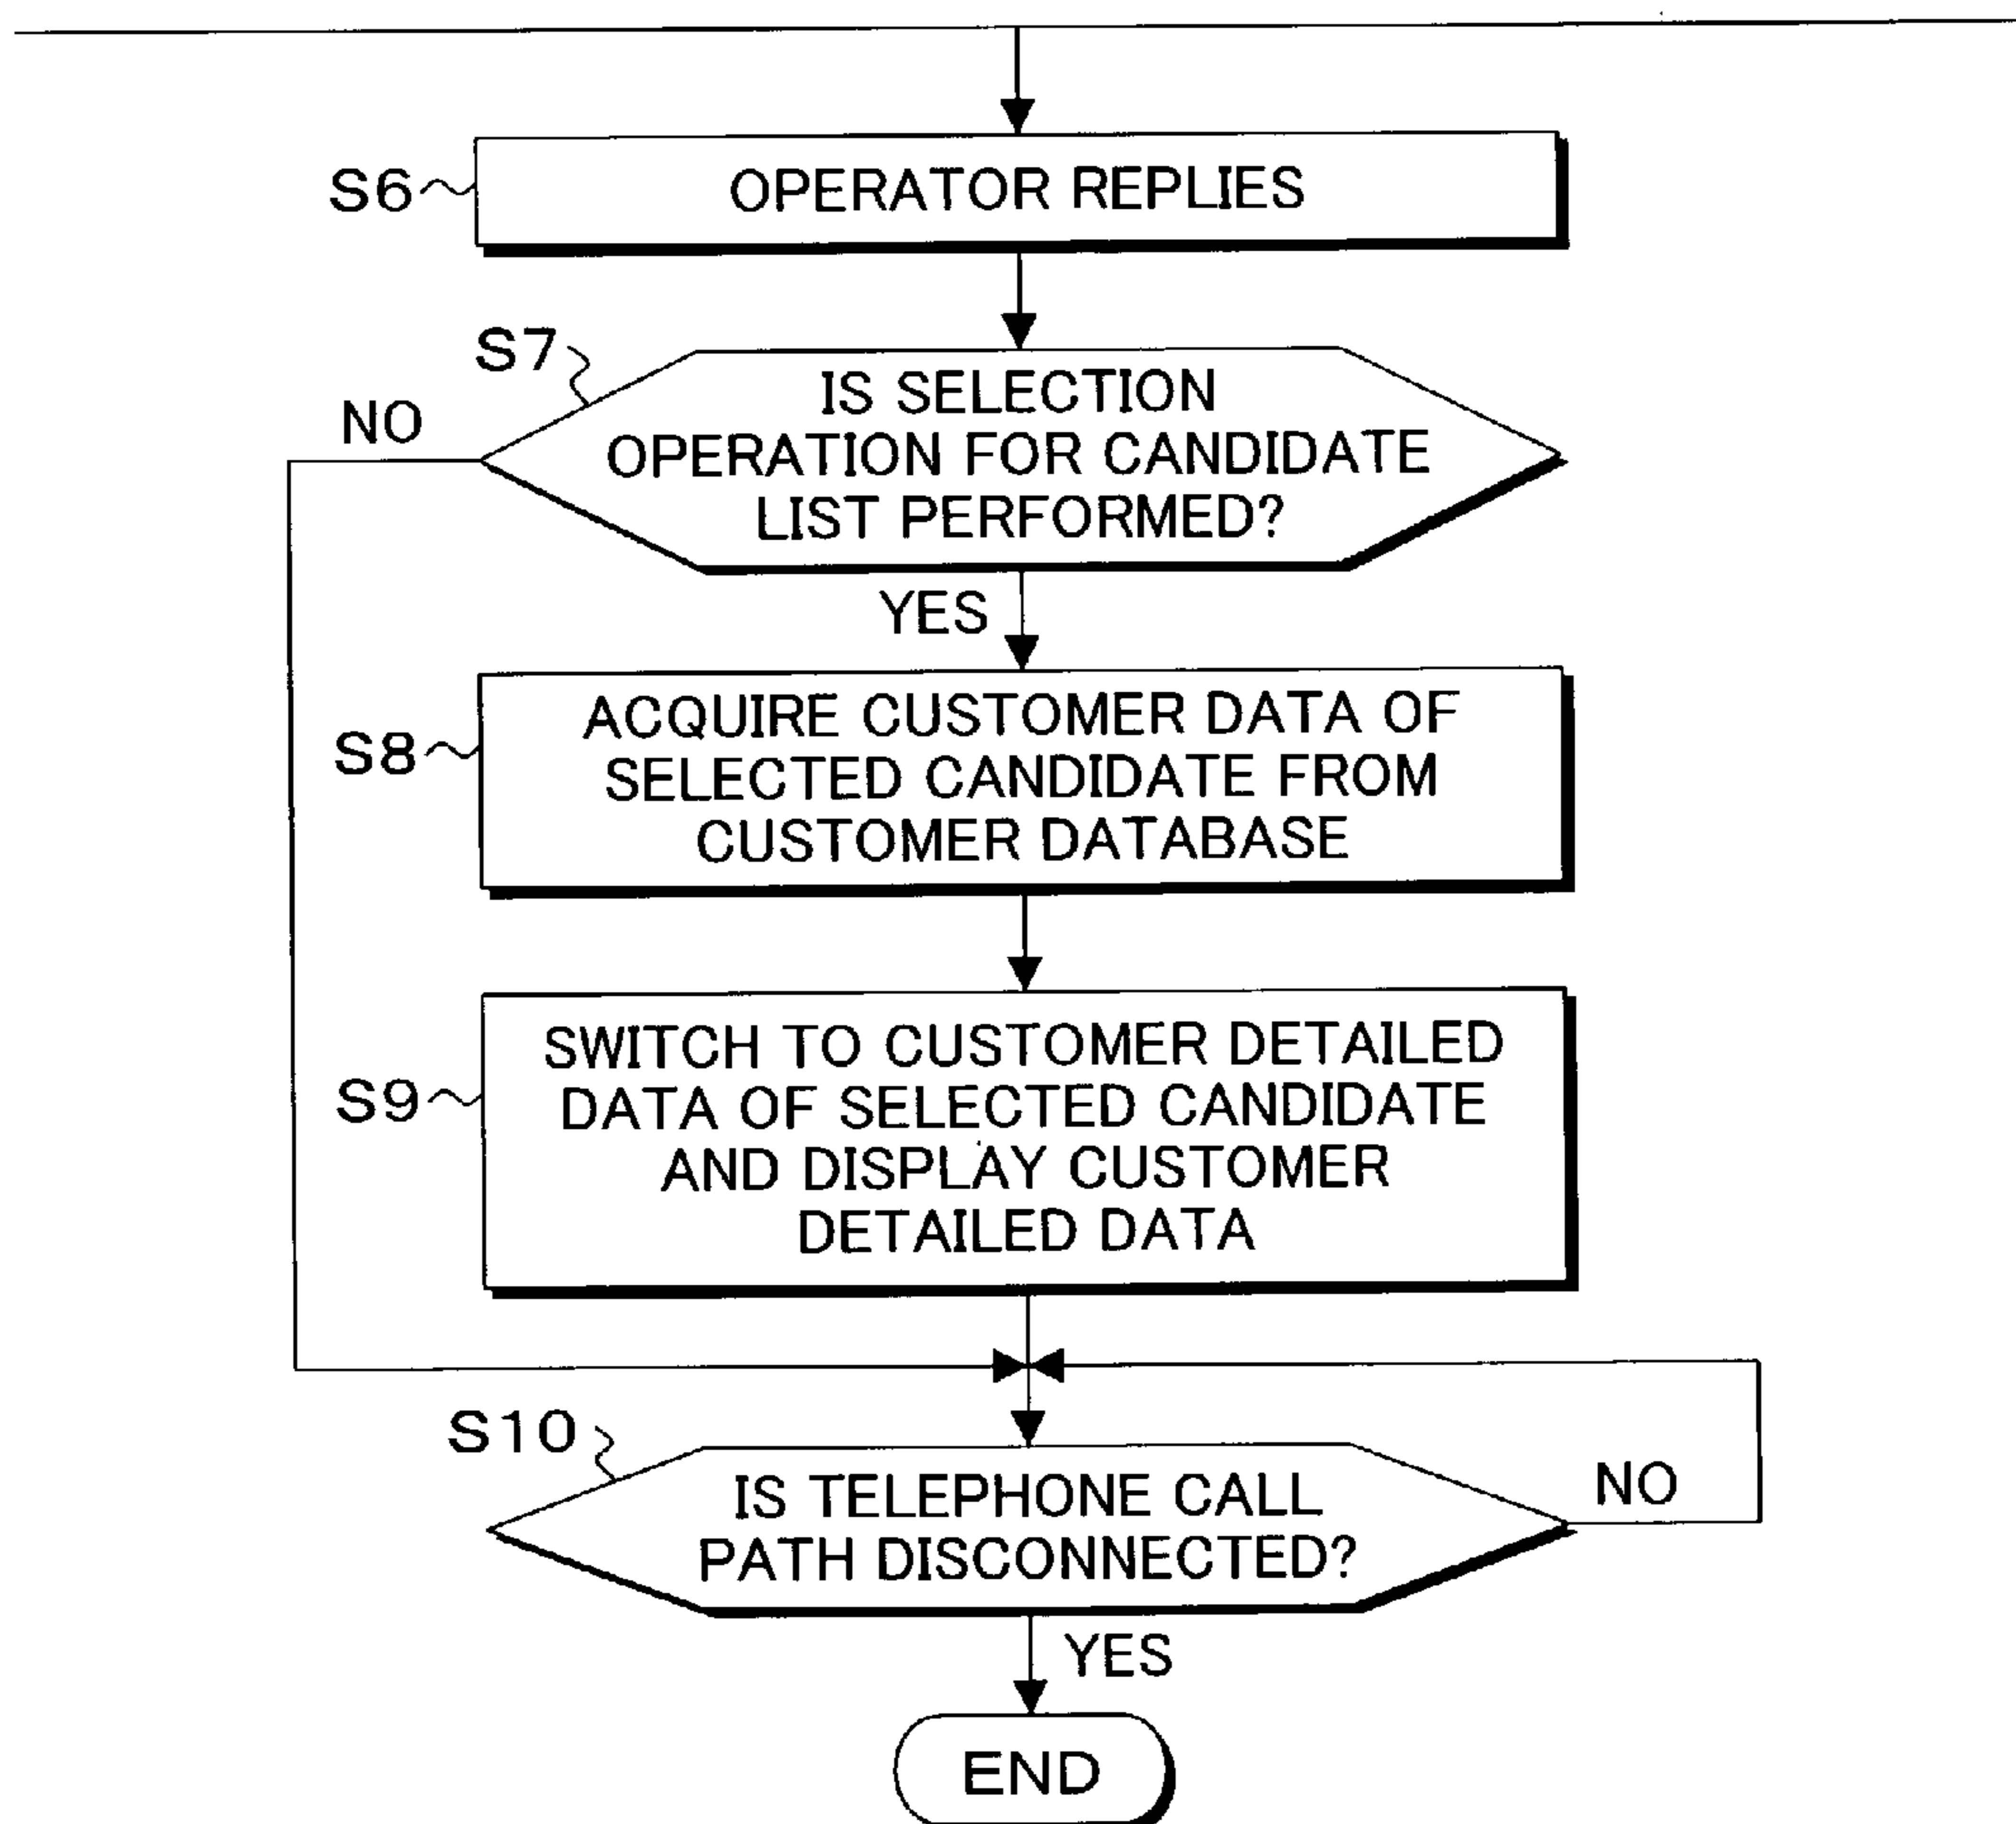 S6
OPERATOR REPLIES
S7
NO
IS SELECTION
OPERATION FOR CANDIDATE
LIST PERFORMED?
YES
S8
ACQUIRE CUSTOMER DATA OF
SELECTED CANDIDATE FROM
CUSTOMER DATABASE
S9
SWITCH TO CUSTOMER DETAILED
DATA OF SELECTED CANDIDATE
AND DISPLAY CUSTOMER
DETAILED DATA
S10
IS TELEPHONE CALL
PATH DISCONNECTED?
NO
YES
END